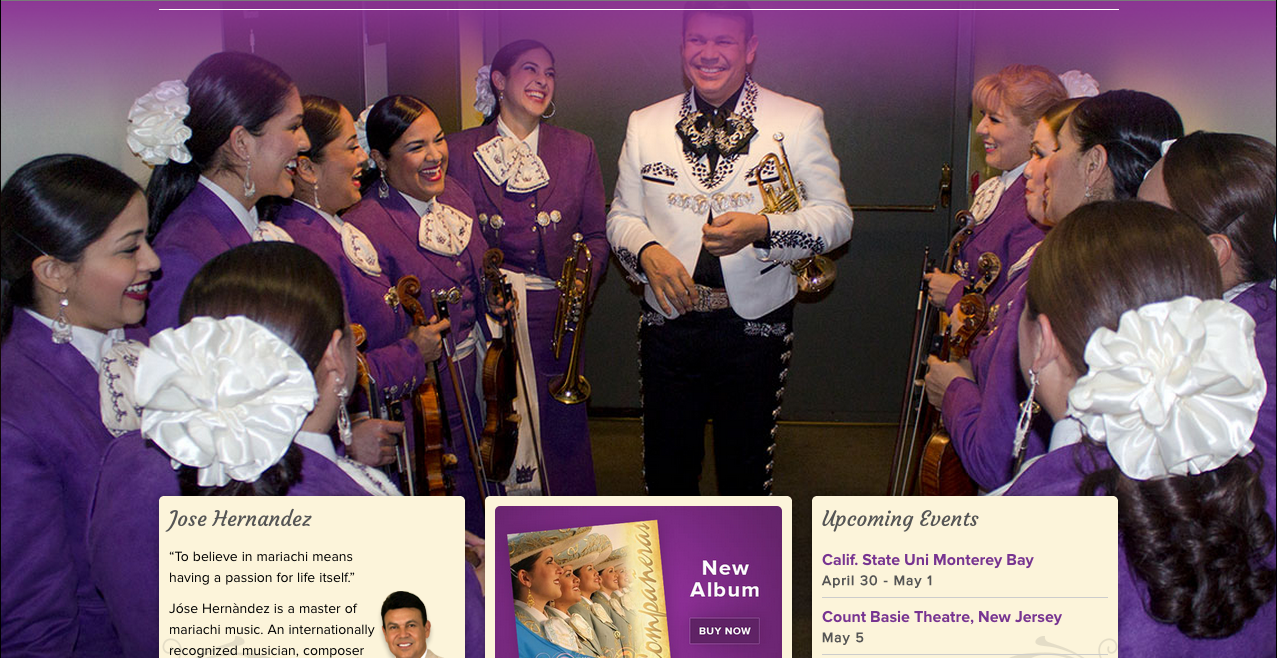 Jose Hernandez
“To believe in mariachi means
having a passion for life itself.”
Jóse Hernàndez is a master of
mariachi music. An internationally
recognized musician, composer
ompañeras
New
Album
BUY NOW
Upcoming Events
Calif. State Uni Monterey Bay
April 30 - May 1
Count Basie Theatre, New Jersey
May 5